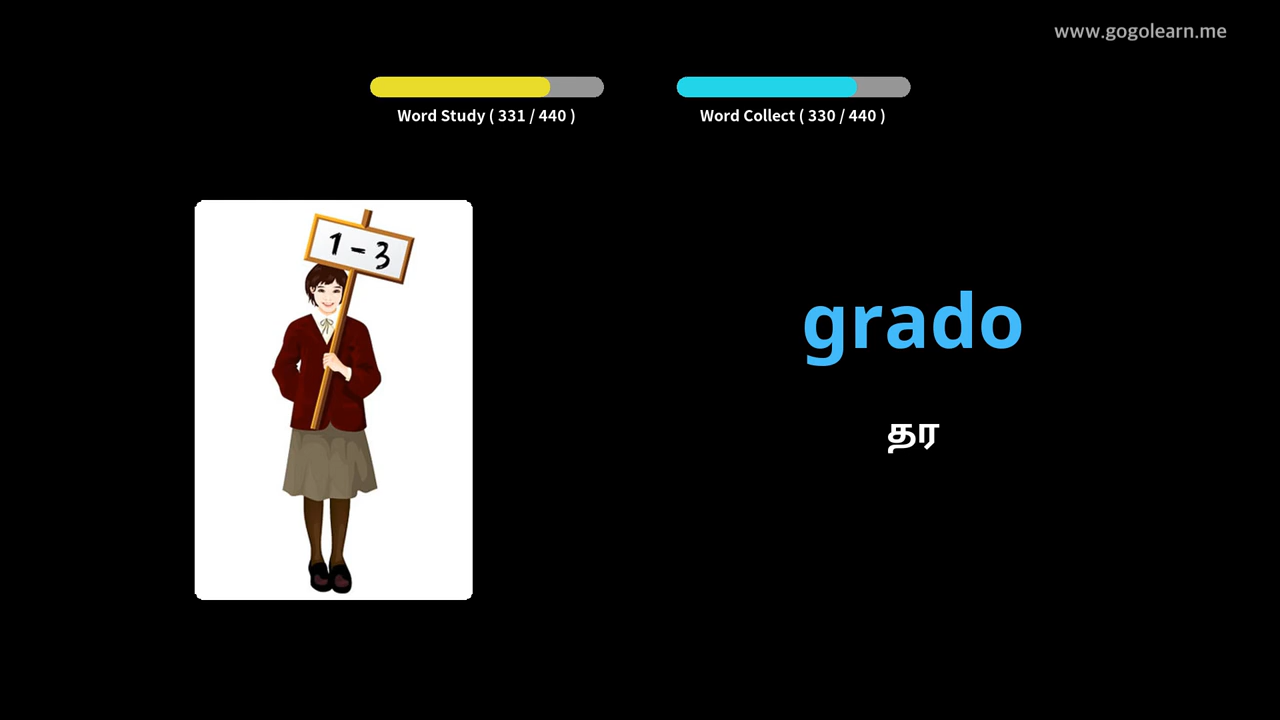 www.gogolearn.me
Word Study ( 331 / 440 )
Word Collect ( 330 / 440 )
1 - 3
grado
தர